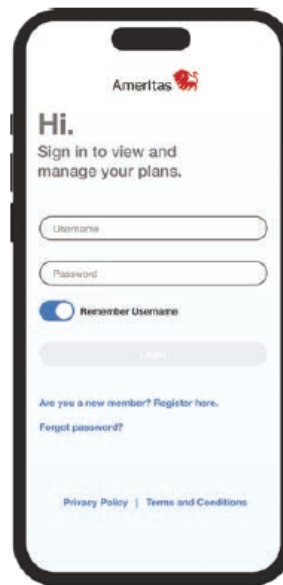 Ameritas
Hi.
Sign in to view and
manage your plans.
Username
Password
Remember Username
Login
Are you a new member? Register here.
Forgot password?
Privacy Policy | Terms and Conditions